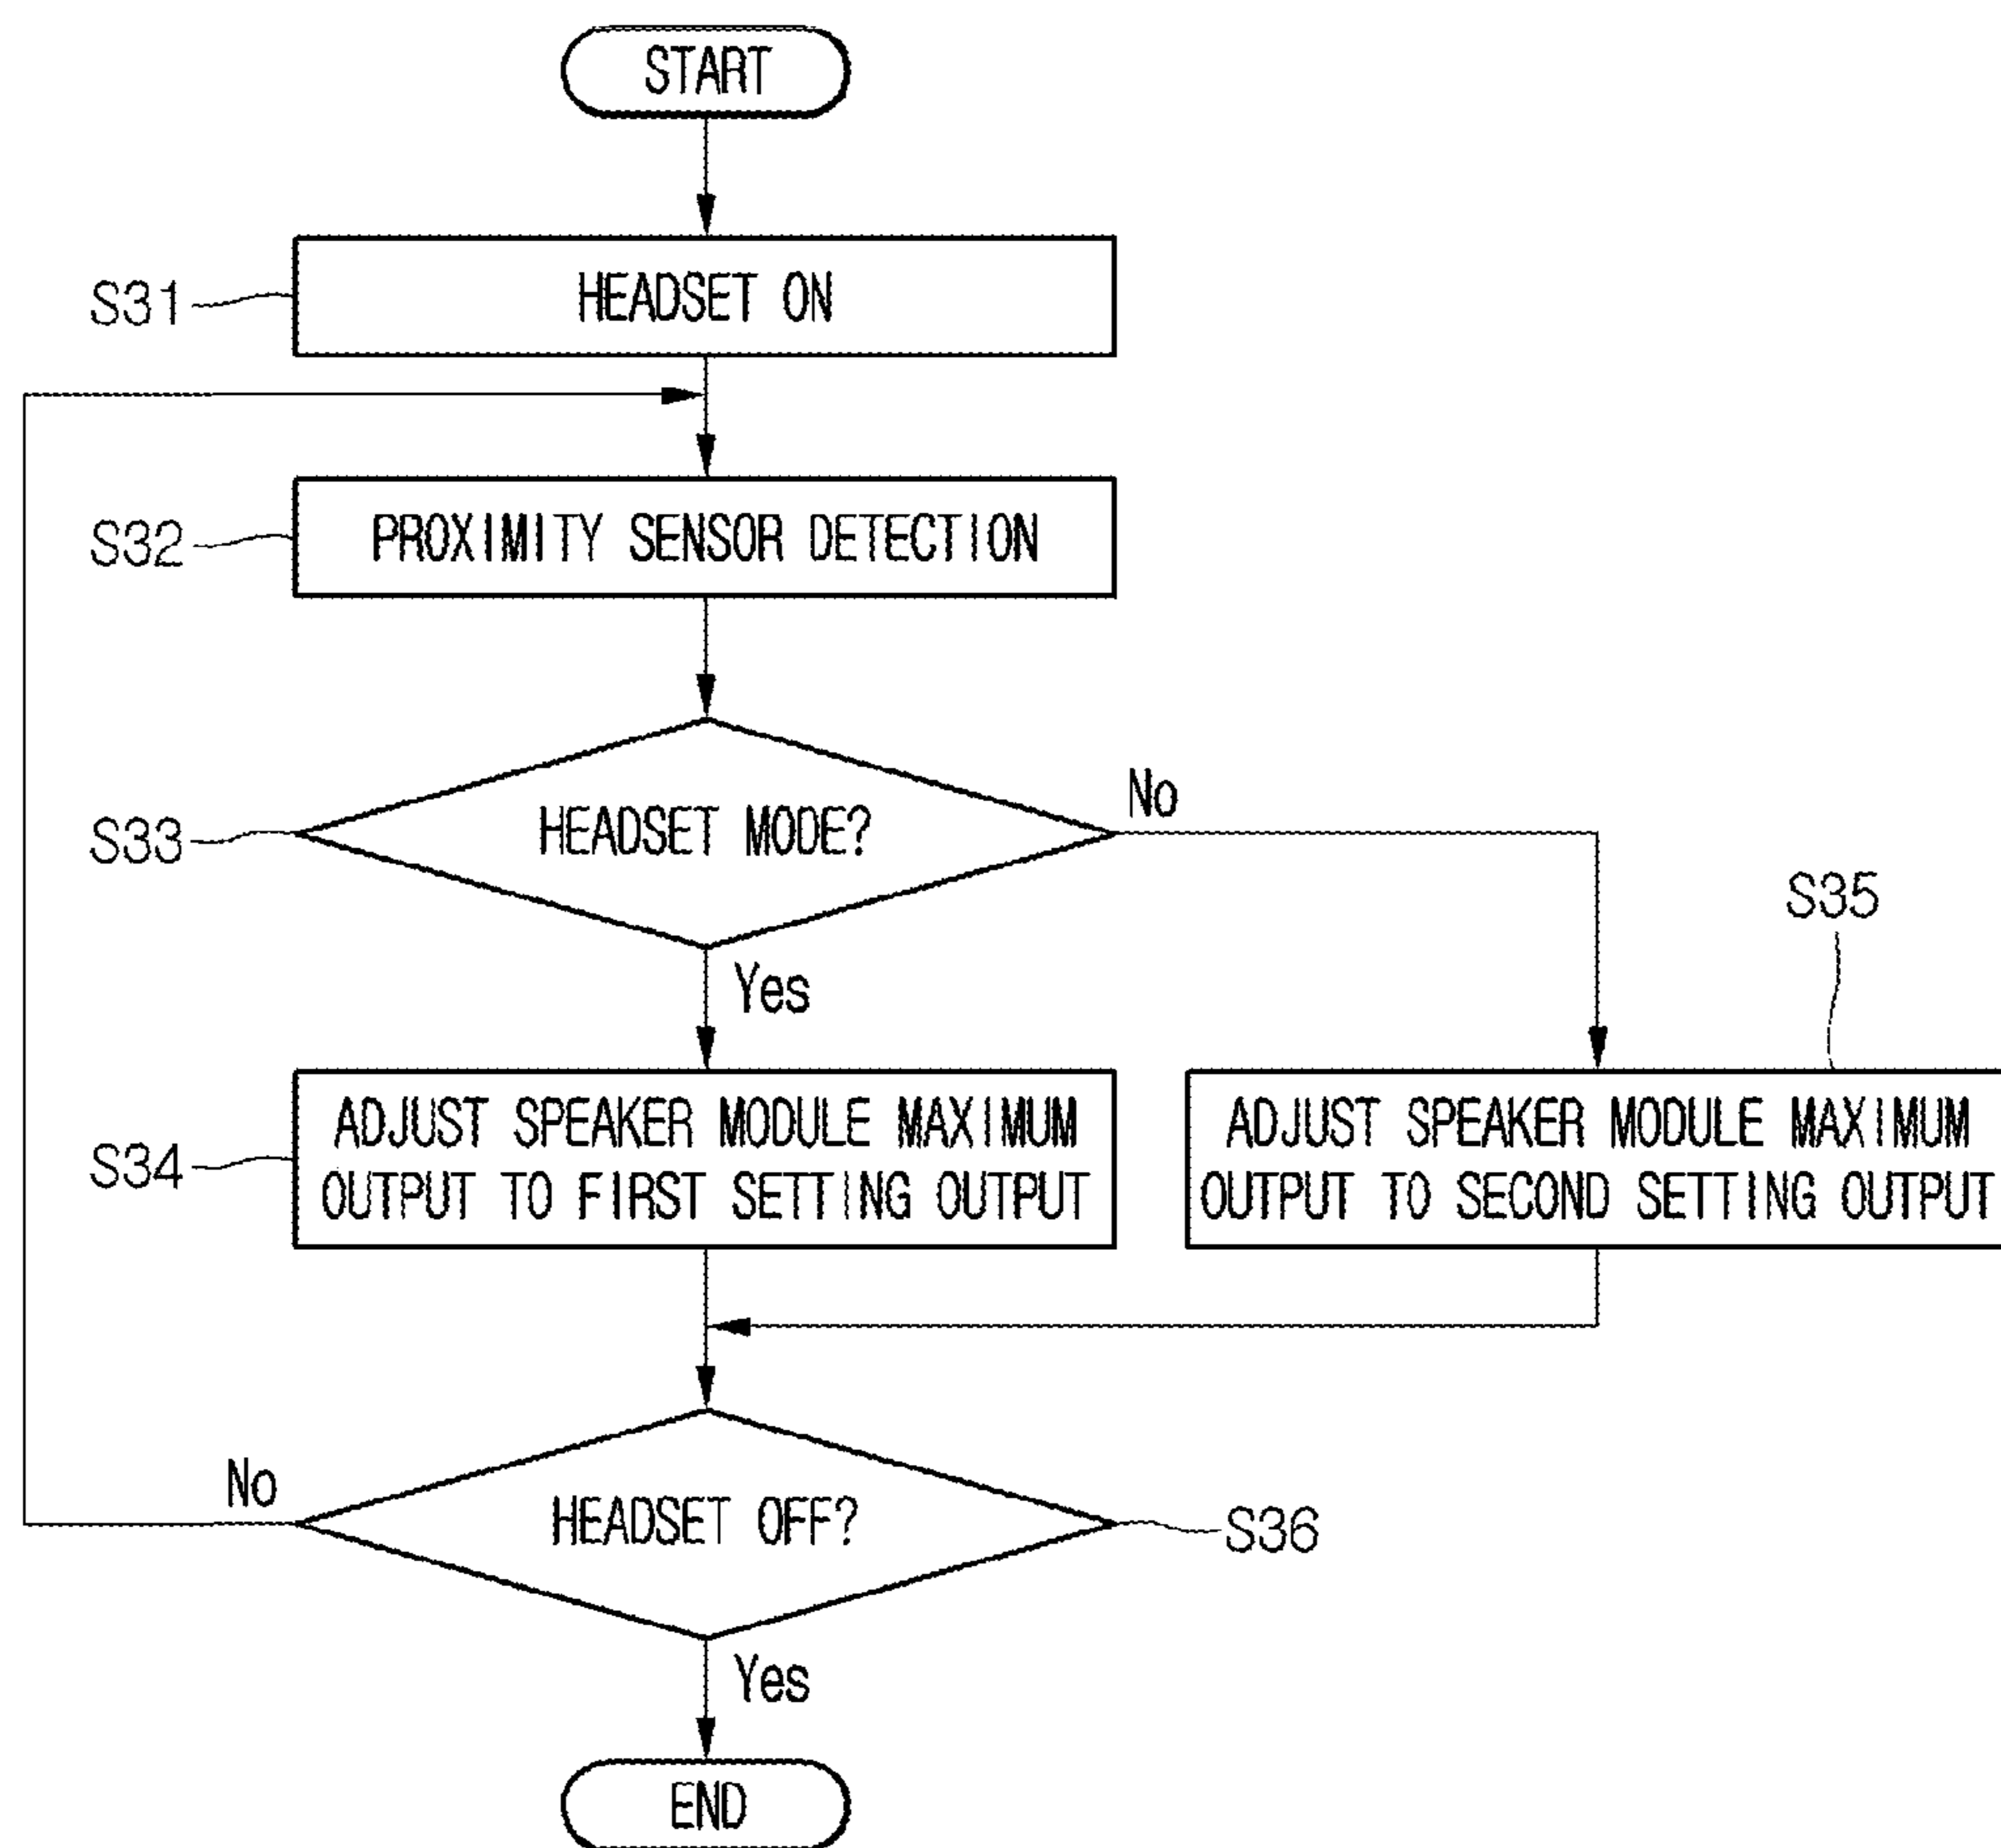 START
S31
HEADSET ON
S32
PROXIMITY SENSOR DETECTION
S33
HEADSET MODE?
No
Yes
S35
S34
ADJUST SPEAKER MODULE MAXIMUM
OUTPUT TO FIRST SETTING OUTPUT
ADJUST SPEAKER MODULE MAXIMUM
OUTPUT TO SECOND SETTING OUTPUT
No
HEADSET OFF?
S36
Yes
END